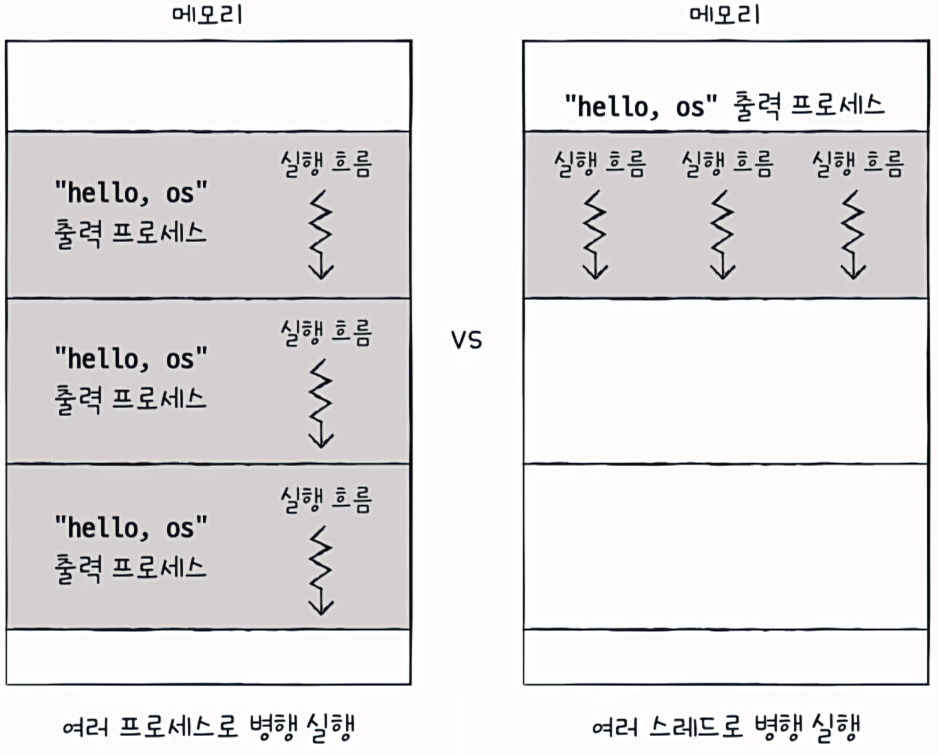 메모리
"hello, os"
출력 프로세스
실행 흐름
"hello, os"
출력 프로세스
실행 흐름
"hello, os"
출력 프로세스
실행 흐름
여러 프로세스로 병행 실행
vs
메모리
"hello, os" 출력 프로세스
실행 흐름 실행 흐름 실행 흐름
여러 스레드로 병행 실행